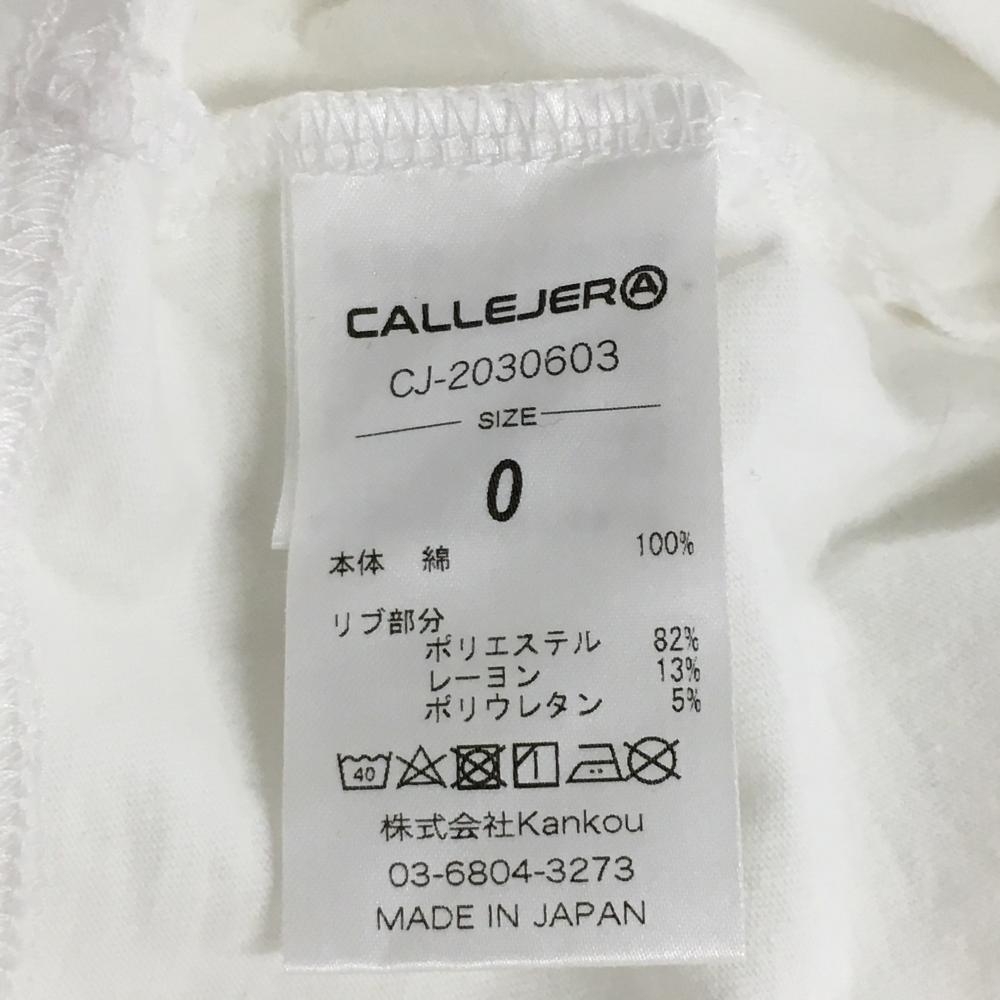 CALLEJERA
CJ-2030603
SIZE
0
本体 綿 100%
リブ部分
ポリエステル 82%
レーヨン 13%
ポリウレタン 5%
40
株式会社Kankou
03-6804-3273
MADE IN JAPAN